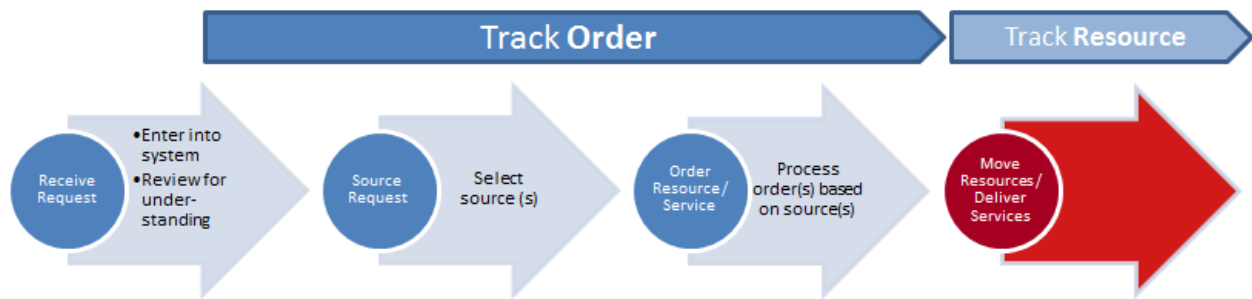 Track Order
Track Resource
Receive
Request
•Enter into
system
•Review for
under-
standing
Source
Request
Select
source (s)
Order
Resource/
Service
Process
order(s) based
on source(s)
Move
Resources/
Deliver
Services